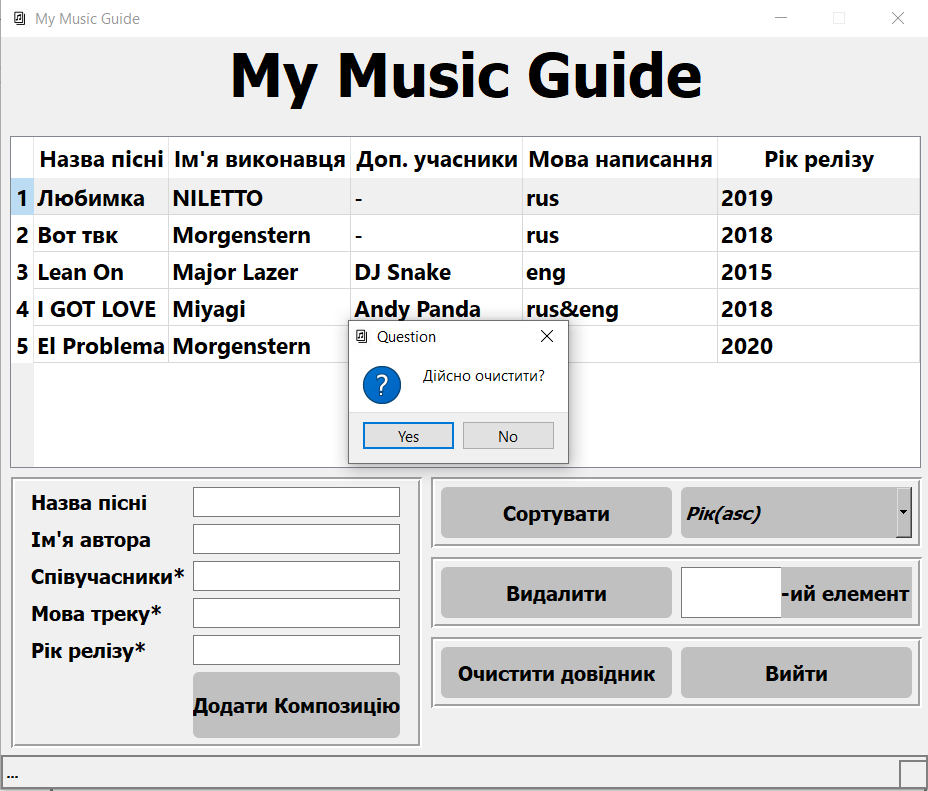 My Music Guide
My Music Guide
Назва пісні Ім'я виконавця Доп. учасники Мова написання Рік релізу
1 Любимка NILETTO - rus 2019
2 Вот твк Morgenstern - rus 2018
3 Lean On Major Lazer DJ Snake eng 2015
4 I GOT LOVE Miyagi Andy Panda rus&eng 2018
5 El Problema Morgenstern 2020
Question
Дійсно очистити?
?
Yes No
Назва пісні
Ім'я автора
Співучасники*
Мова треку*
Рік релізу*
Додати Композицію
Сортувати Рік(asc)
Видалити -ий елемент
Очистити довідник Вийти
...